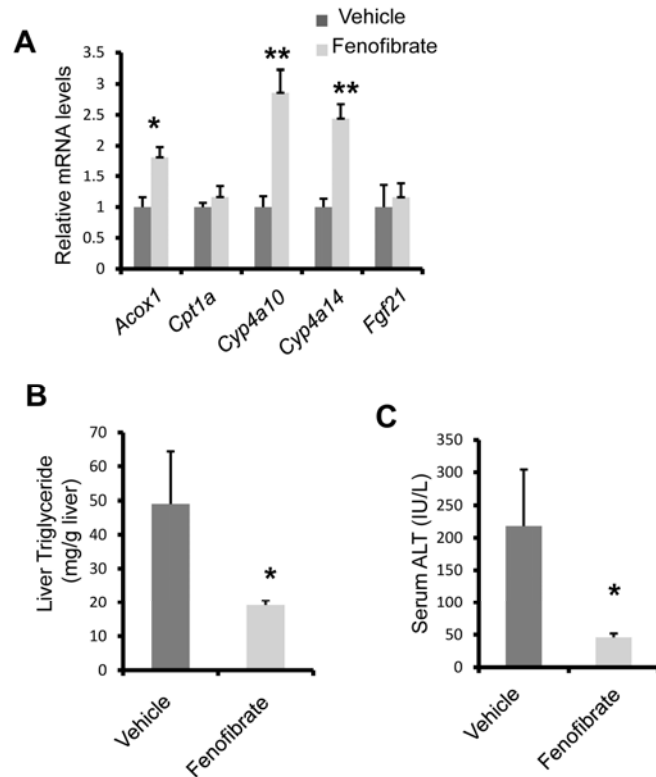 A
Vehicle
Fenofibrate
Relative mRNA levels
3.5
3
2.5
2
1.5
1
0.5
0
*
**
**
Acox1
Cpt1a
Cyp4a10
Cyp4a14
Fgf21
B
Liver Triglyceride
(mg/g liver)
70
60
50
40
30
20
10
0
*
Vehicle
Fenofibrate
C
Serum ALT (IU/L)
350
300
250
200
150
100
50
0
*
Vehicle
Fenofibrate